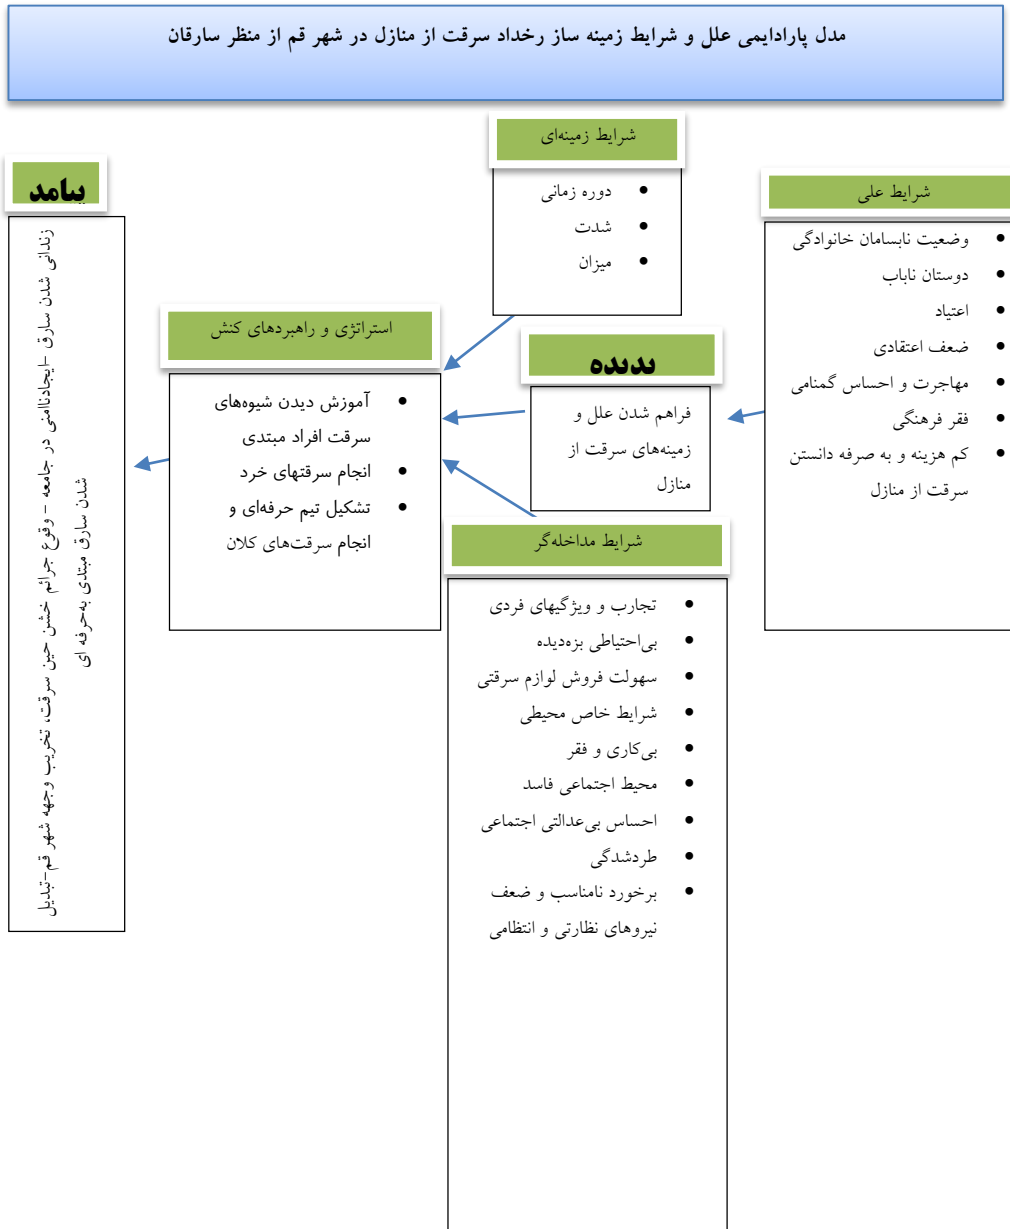 مدل پارادایمی علل و شرایط زمینه ساز رخداد سرقت از منازل در شهر قم از منظر سارقان
شرایط علی
• وضعیت نابسامان خانوادگی
• دوستان ناباب
• اعتیاد
• ضعف اعتقادی
• مهاجرت و احساس گمنامی
• فقر فرهنگی
• کم هزینه و به صرفه دانستن
سرقت از منازل
شرایط زمینه‌ای
• دوره زمانی
• شدت
• میزان
پدیده
فراهم شدن علل و
زمینه‌های سرقت از
منازل
شرایط مداخله‌گر
• تجارب و ویژگیهای فردی
• بی‌احتیاطی بزه‌دیده
• سهولت فروش لوازم سرقتی
• شرایط خاص محیطی
• بی‌کاری و فقر
• محیط اجتماعی فاسد
• احساس بی‌عدالتی اجتماعی
• طردشدگی
• برخورد نامناسب و ضعف
نیروهای نظارتی و انتظامی
استراتژی و راهبردهای کنش
• آموزش دیدن شیوه‌های
سرقت افراد مبتدی
• انجام سرقتهای خرد
• تشکیل تیم حرفه‌ای و
انجام سرقت‌های کلان
پیامد
زندانی شدن سارق -ایجادناامنی در جامعه - وقوع جرائم خشن حین سرقت، تخریب وجهه شهر قم-تبدیل
شدن سارق مبتدی به‌حرفه ای